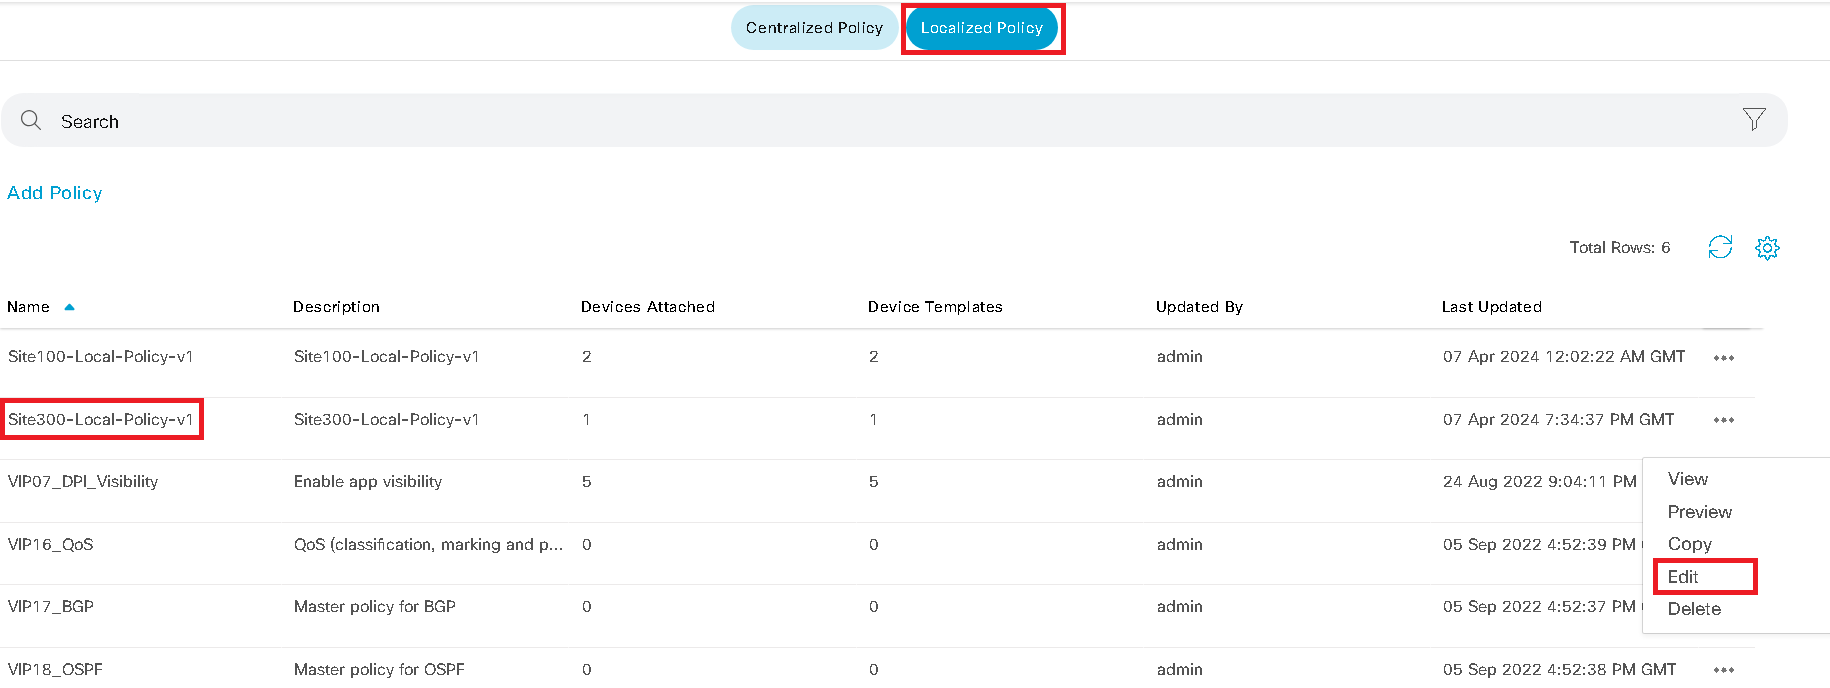 Centralized Policy Localized Policy
Search
Add Policy
Total Rows: 6
Name Description Devices Attached Device Templates Updated By Last Updated
Site100-Local-Policy-v1 Site100-Local-Policy-v1 2 2 admin 07 Apr 2024 12:02:22 AM GMT
Site300-Local-Policy-v1 Site300-Local-Policy-v1 1 1 admin 07 Apr 2024 7:34:37 PM GMT
VIP07_DPI_Visibility Enable app visibility 5 5 admin 24 Aug 2022 9:04:11 PM
View
Preview
VIP16_QoS QoS (classification, marking and p... 0 0 admin 05 Sep 2022 4:52:39 PM
Copy
Edit
VIP17_BGP Master policy for BGP 0 0 admin 05 Sep 2022 4:52:37 PM
Delete
VIP18_OSPF Master policy for OSPF 0 0 admin 05 Sep 2022 4:52:38 PM GMT